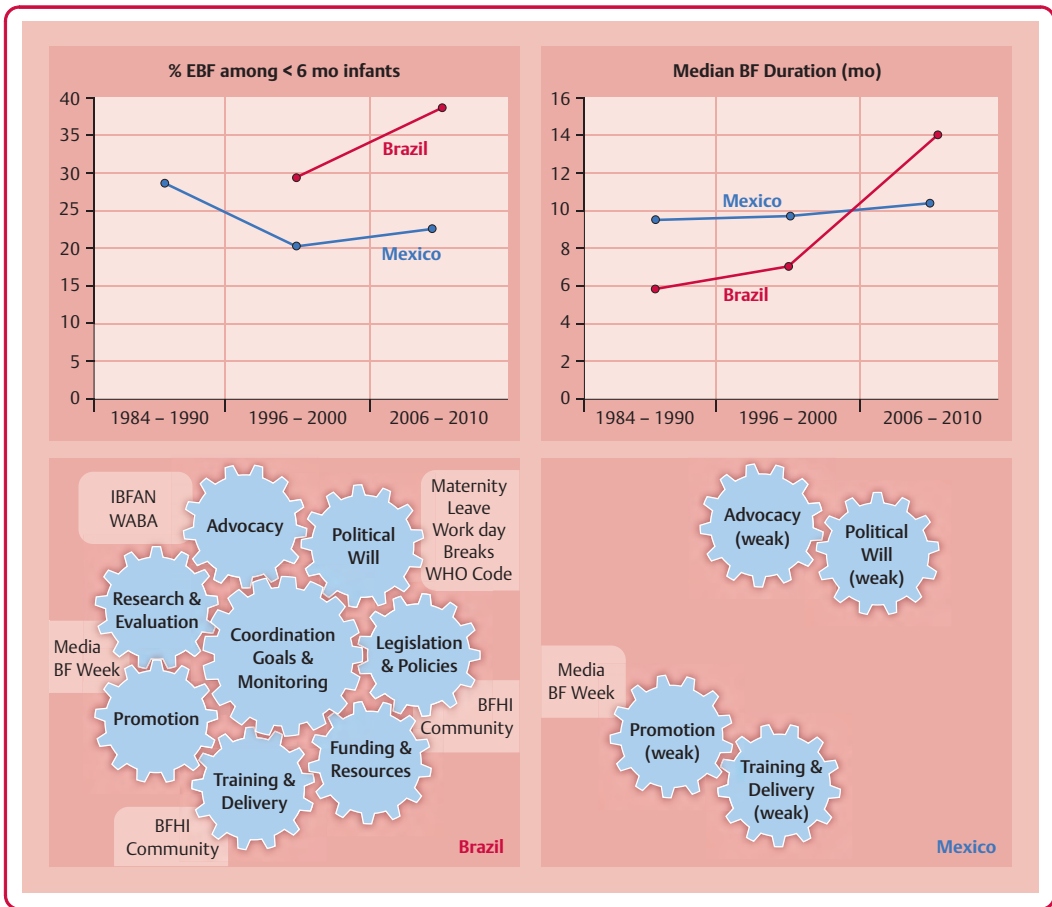 % EBF among < 6 mo infants
40
35
30
25
20
15
10
5
0
Brazil
Mexico
1984 – 1990
1996 – 2000
2006 – 2010
Median BF Duration (mo)
16
14
12
10
8
6
4
2
0
Mexico
Brazil
1984 – 1990
1996 – 2000
2006 – 2010
IBFAN
WABA
Advocacy
Political
Will
Maternity
Leave
Work day
Breaks
WHO Code
Research &
Evaluation
Coordination
Goals &
Monitoring
Legislation
& Policies
Media
BF Week
Promotion
BFHI
Community
Funding &
Resources
Training &
Delivery
BFHI
Community
Brazil
Advocacy
(weak)
Political
Will
(weak)
Media
BF Week
Promotion
(weak)
Training &
Delivery
(weak)
Mexico